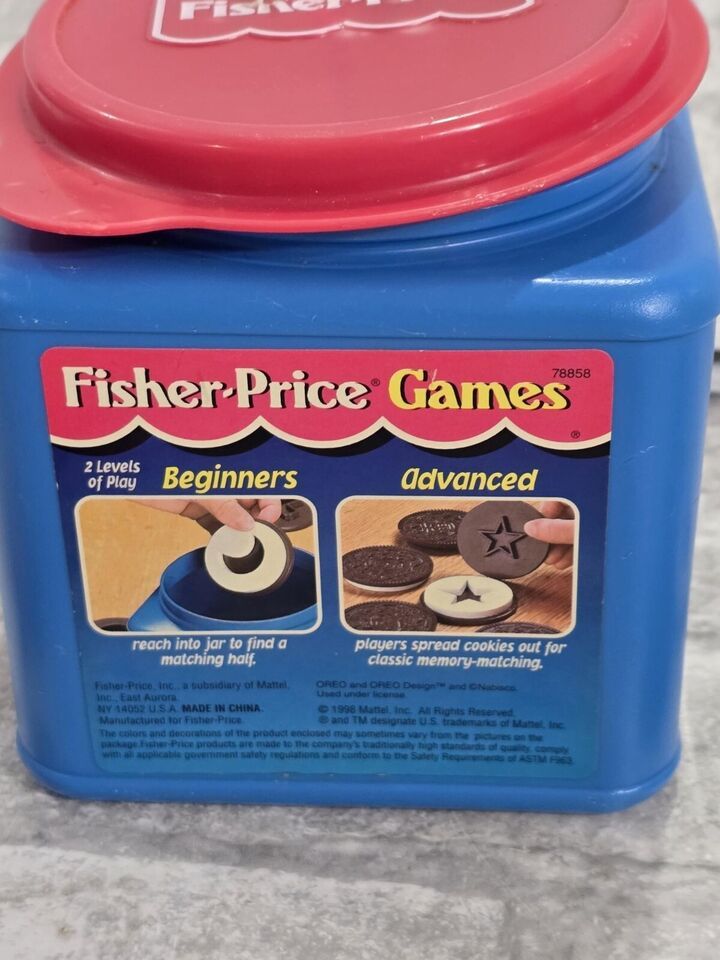 Fisher-Price
Fisher-Price® Games
78858
®
2 Levels
of Play
Beginners
advanced
reach into jar to find a
matching half.
players spread cookies out for
classic memory-matching.
Fisher-Price, Inc., a subsidiary of Mattel,
Inc., East Aurora,
NY 14052 U.S.A. MADE IN CHINA.
Manufactured for Fisher-Price.
OREO and OREO Design™ and ©Nabisco.
Used under license.
© 1998 Mattel, Inc. All Rights Reserved.
® and TM designate U.S. trademarks of Mattel, Inc.
The colors and decorations of the product enclosed may sometimes vary from the pictures on the
package. Fisher-Price products are made to the company's traditionally high standards of quality, comply
with all applicable government safety regulations and conform to the Safety Requirements of ASTM F963.